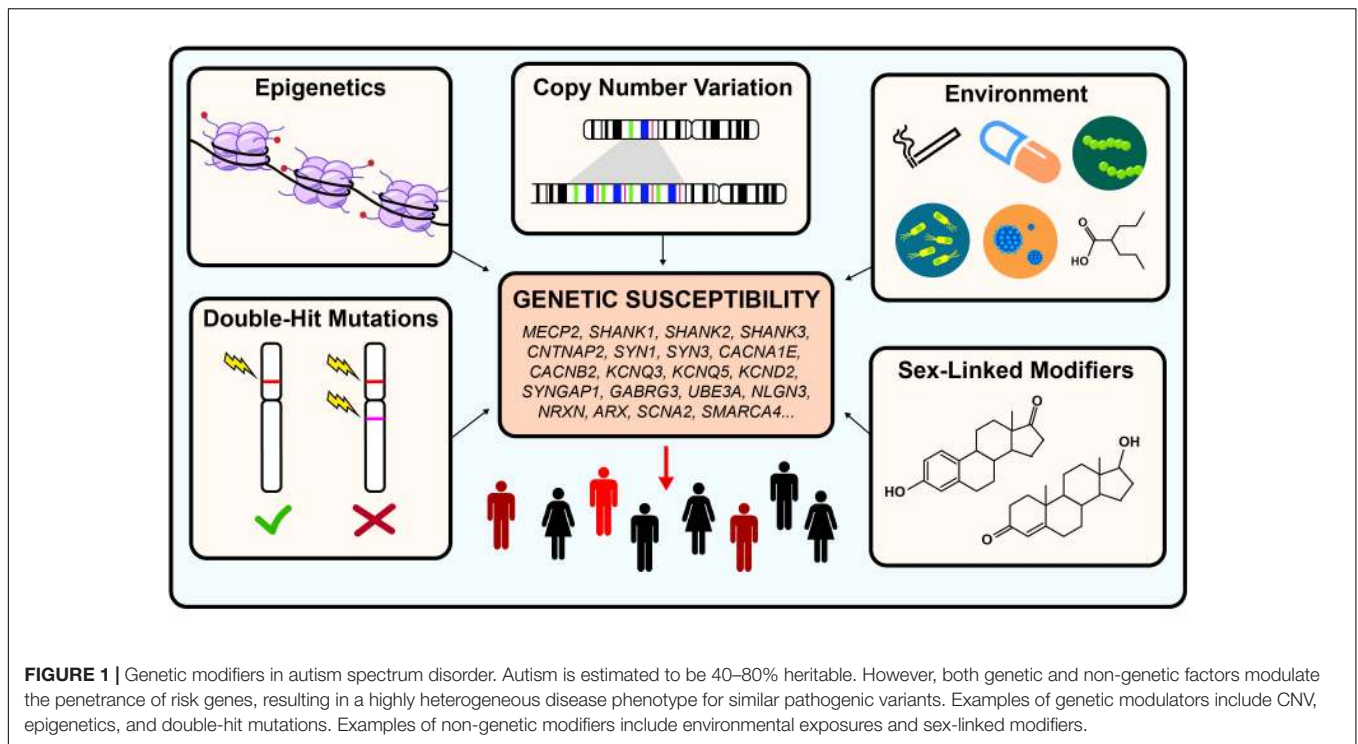 Epigenetics
Copy Number Variation
Environment
O
HO
Double-Hit Mutations
GENETIC SUSCEPTIBILITY
MECP2, SHANK1, SHANK2, SHANK3,
CNTNAP2, SYN1, SYN3, CACNA1E,
CACNB2, KCNQ3, KCNQ5, KCND2,
SYNGAP1, GABRG3, UBE3A, NLGN3,
NRXN, ARX, SCNA2, SMARCA4...
Sex-Linked Modifiers
O
HO
OH
O
FIGURE 1 | Genetic modifiers in autism spectrum disorder. Autism is estimated to be 40–80% heritable. However, both genetic and non-genetic factors modulate
the penetrance of risk genes, resulting in a highly heterogeneous disease phenotype for similar pathogenic variants. Examples of genetic modulators include CNV,
epigenetics, and double-hit mutations. Examples of non-genetic modifiers include environmental exposures and sex-linked modifiers.